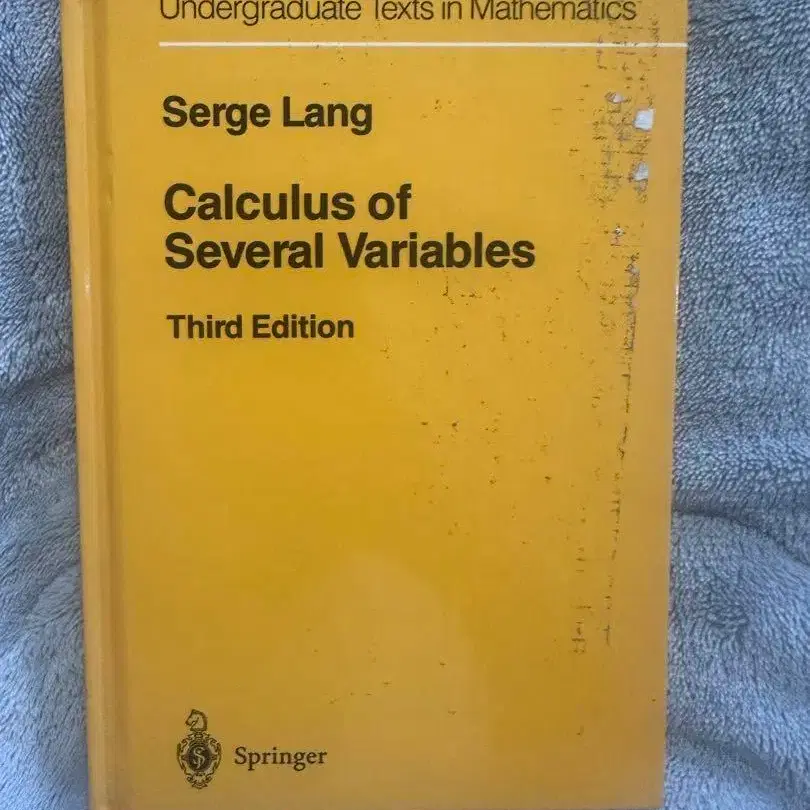 Undergraduate Texts in Mathematics
Serge Lang
Calculus of
Several Variables
Third Edition
Springer